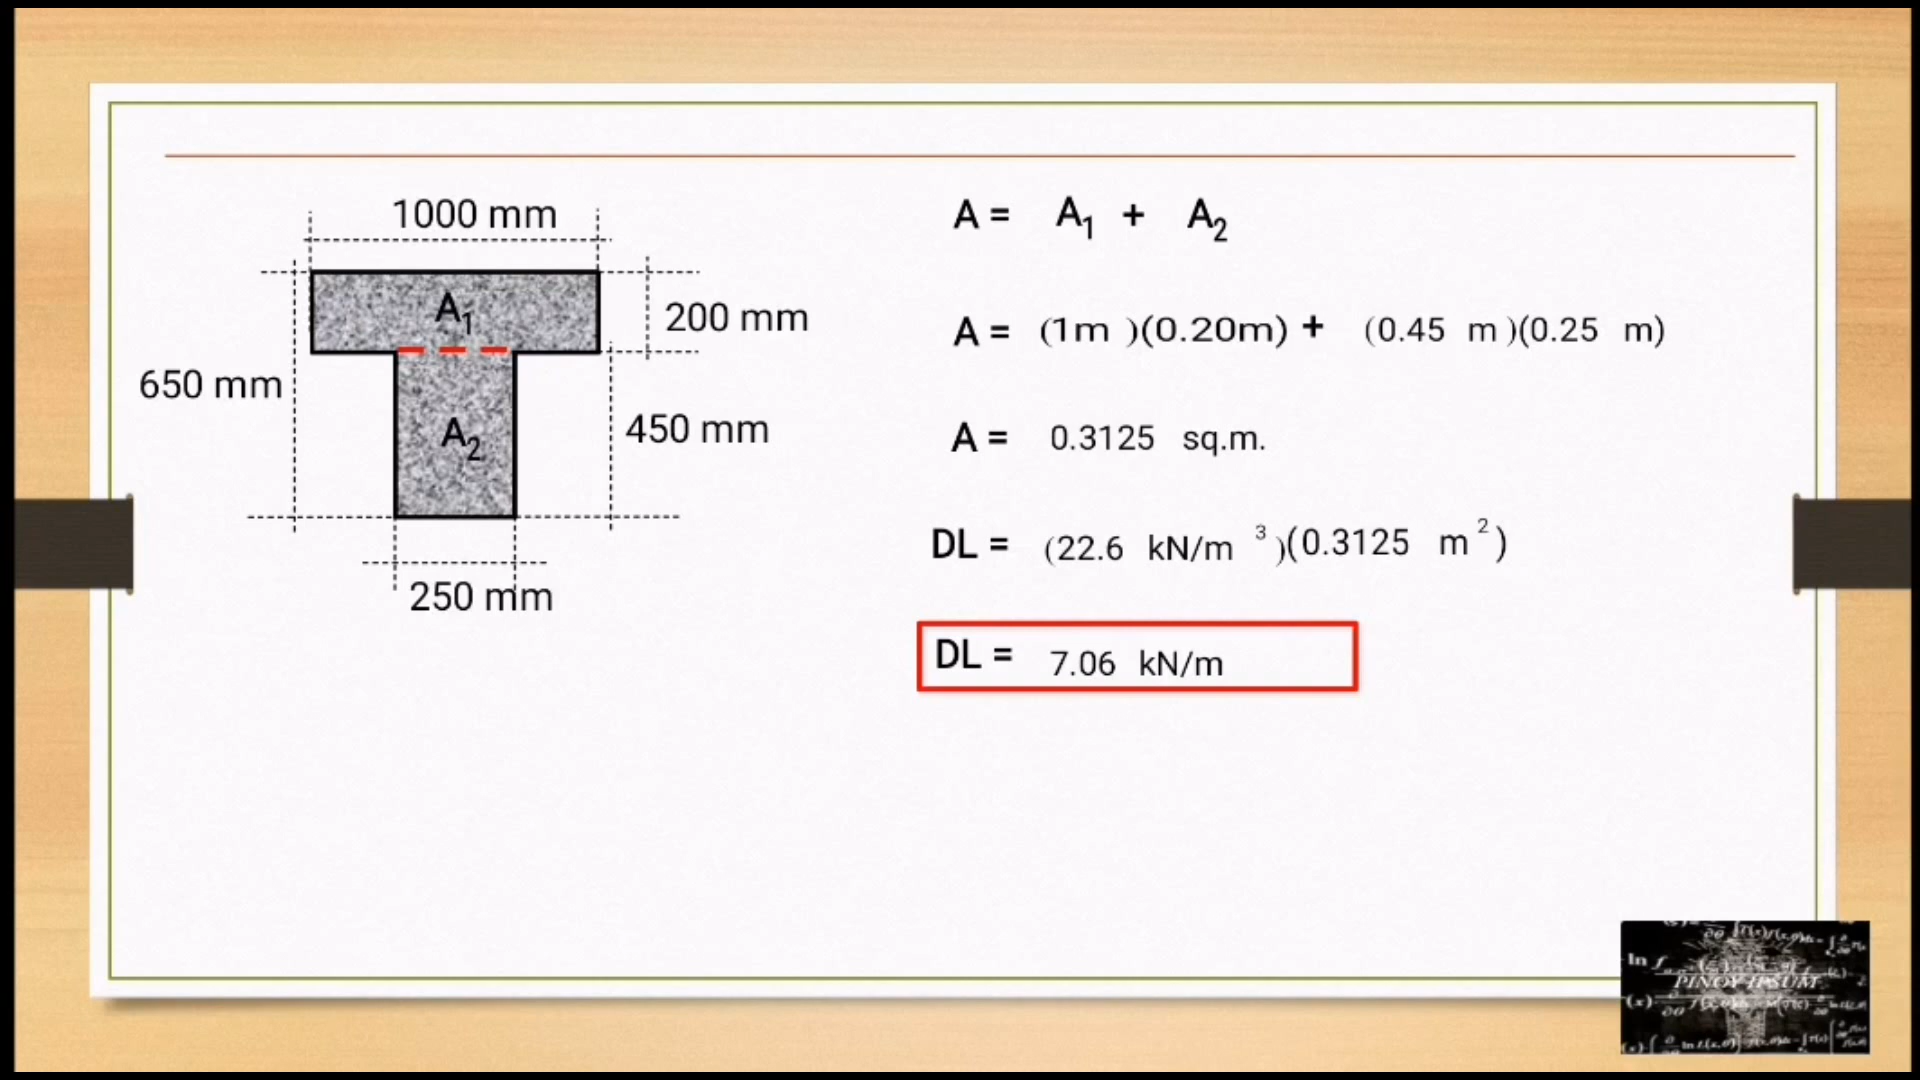 1000 mm
A1
200 mm
650 mm
A2
450 mm
250 mm
A = A1 + A2
A = (1m )(0.20m) + (0.45 m )(0.25 m)
A = 0.3125 sq.m.
DL = (22.6 kN/m 3 )(0.3125 m 2 )
DL = 7.06 kN/m
PINOY IPSUM